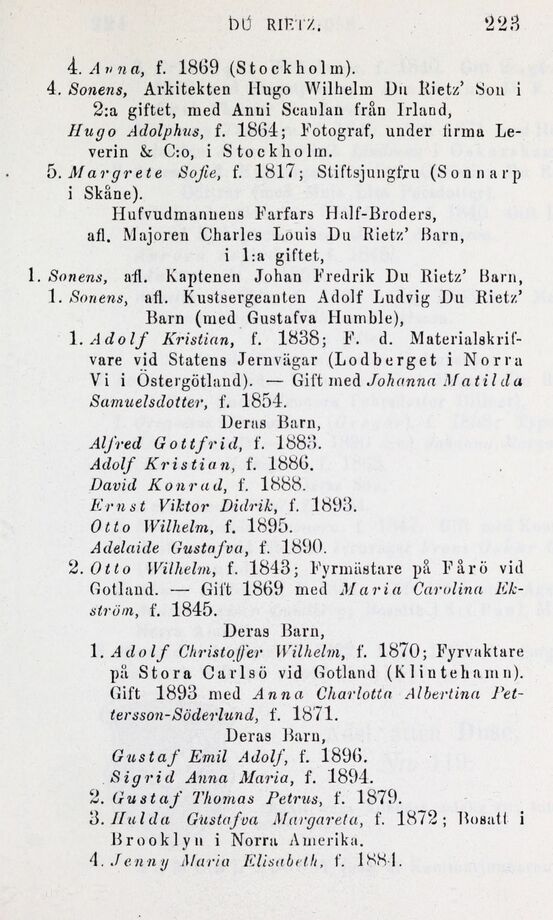 DU RIETZ. 223
4. Anna, f. 1869 (Stockholm).
4. Sonens, Arkitekten Hugo Wilhelm Du Rietz' Son i
2:a giftet, med Anni Scanlan från Irland,
Hugo Adolphus, f. 1864; Fotograf, under firma Le-
verin & C:o, i Stockholm.
5. Margrete Sofie, f. 1817; Stiftsjungfru (Sonnarp
i Skåne).
Hufvudmannens Farfars Half-Broders,
afl. Majoren Charles Louis Du Rietz' Barn,
i 1:a giftet,
1. Sonens, afl. Kaptenen Johan Fredrik Du Rietz' Barn,
1. Sonens, afl. Kustsergeanten Adolf Ludvig Du Rietz'
Barn (med Gustafva Humble),
1. Adolf Kristian, f. 1838; F. d. Materialskrif-
vare vid Statens Jernvägar (Lodberget i Norra
Vi i Östergötland). — Gift med Johanna Matilda
Samuelsdotter, f. 1854.
Deras Barn,
Alfred Gottfrid, f. 1883.
Adolf Kristian, f. 1886.
David Konrad, f. 1888.
Ernst Viktor Didrik, f. 1893.
Otto Wilhelm, f. 1895.
Adelaide Gustafva, f. 1890.
2. Otto Wilhelm, f. 1843; Fyrmästare på Fårö vid
Gotland. — Gift 1869 med Maria Carolina Ek-
ström, f. 1845.
Deras Barn,
1. Adolf Christoffer Wilhelm, f. 1870; Fyrvaktare
på Stora Carlsö vid Gotland (Klintehamn).
Gift 1893 med Anna Charlotta Albertina Pet-
tersson-Söderlund, f. 1871.
Deras Barn,
Gustaf Emil Adolf, f. 1896.
Sigrid Anna Maria, f. 1894.
2. Gustaf Thomas Petrus, f. 1879.
3. Hulda Gustafva Margareta, f. 1872; Bosatt i
Brooklyn i Norra Amerika.
4. Jenny Maria Elisabeth, f. 1884.